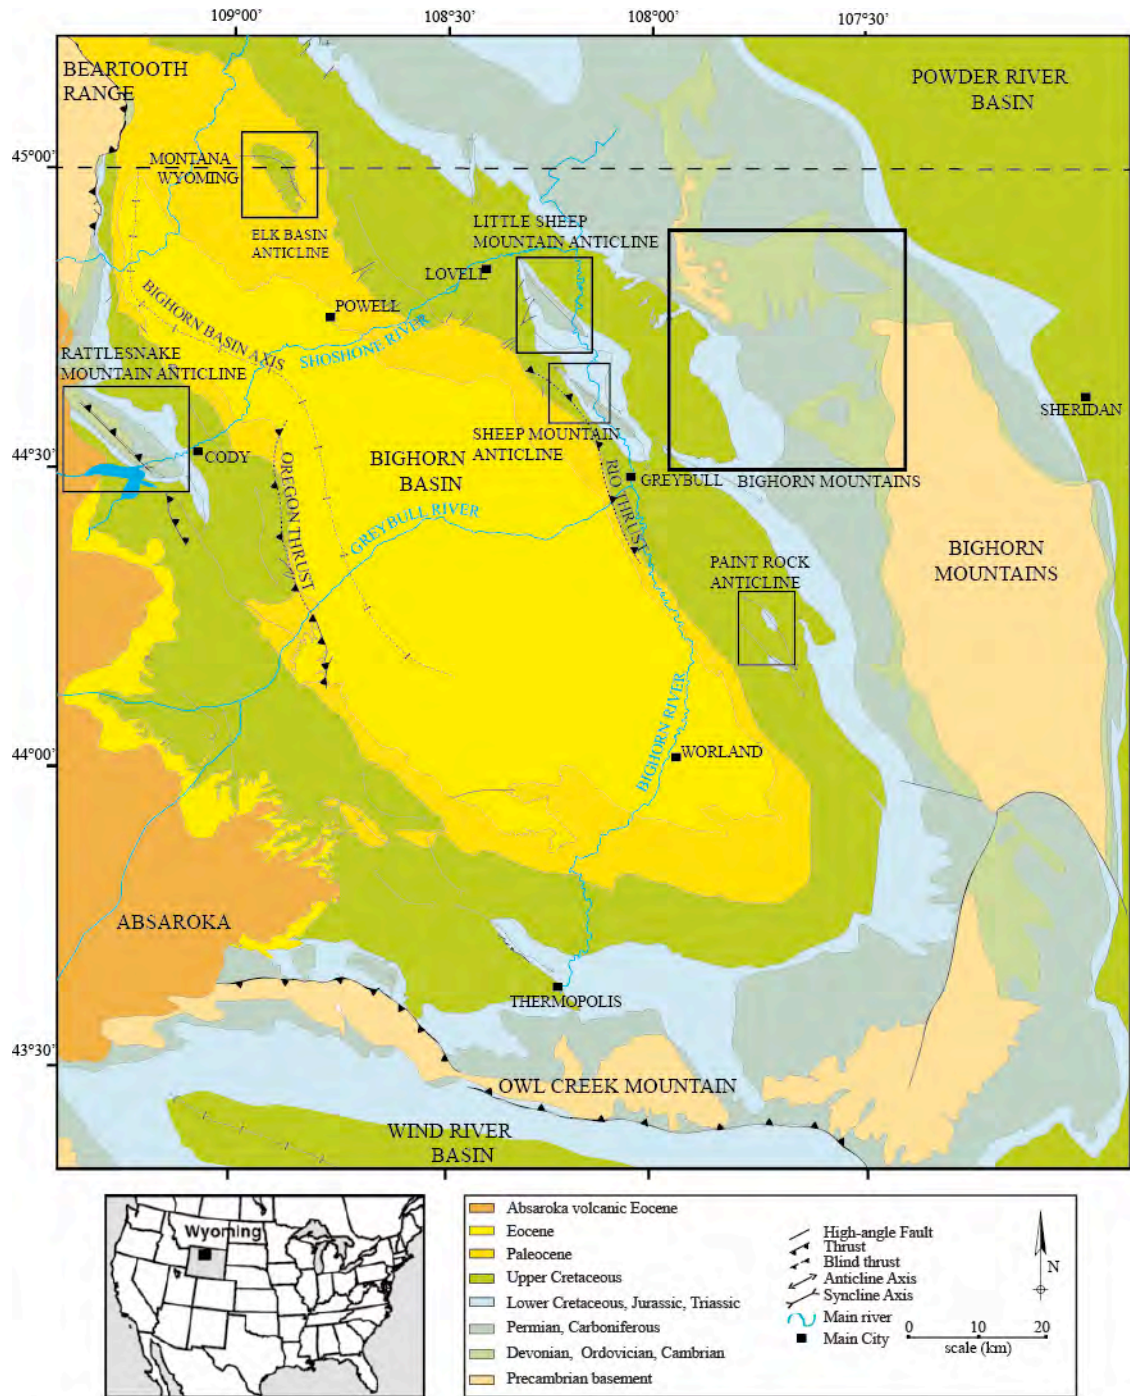 109°00’
108°30’
108°00’
107°30’
BEARTOOTH
RANGE
POWDER RIVER
BASIN
45°00’
MONTANA
WYOMING
ELK BASIN
ANTICLINE
LITTLE SHEEP
MOUNTAIN ANTICLINE
LOVELL
POWELL
BIGHORN BASIN AXIS
SHOSHONE RIVER
RATTLESNAKE
MOUNTAIN ANTICLINE
SHERIDAN
SHEEP MOUNTAIN
ANTICLINE
CODY
44°30’
BIGHORN
BASIN
OREGON THRUST
RIO THRUST
GREYBULL
BIGHORN MOUNTAINS
GREYBULL RIVER
BIGHORN
MOUNTAINS
PAINT ROCK
ANTICLINE
BIGHORN RIVER
WORLAND
44°00’
ABSAROKA
THERMOPOLIS
43°30’
OWL CREEK MOUNTAIN
WIND RIVER
BASIN
Wyoming
Absaroka volcanic Eocene
Eocene
Paleocene
Upper Cretaceous
Lower Cretaceous, Jurassic, Triassic
Permian, Carboniferous
Devonian, Ordovician, Cambrian
Precambrian basement
High-angle Fault
Thrust
Blind thrust
Anticline Axis
Syncline Axis
Main river
Main City
N
0 10 20
scale (km)